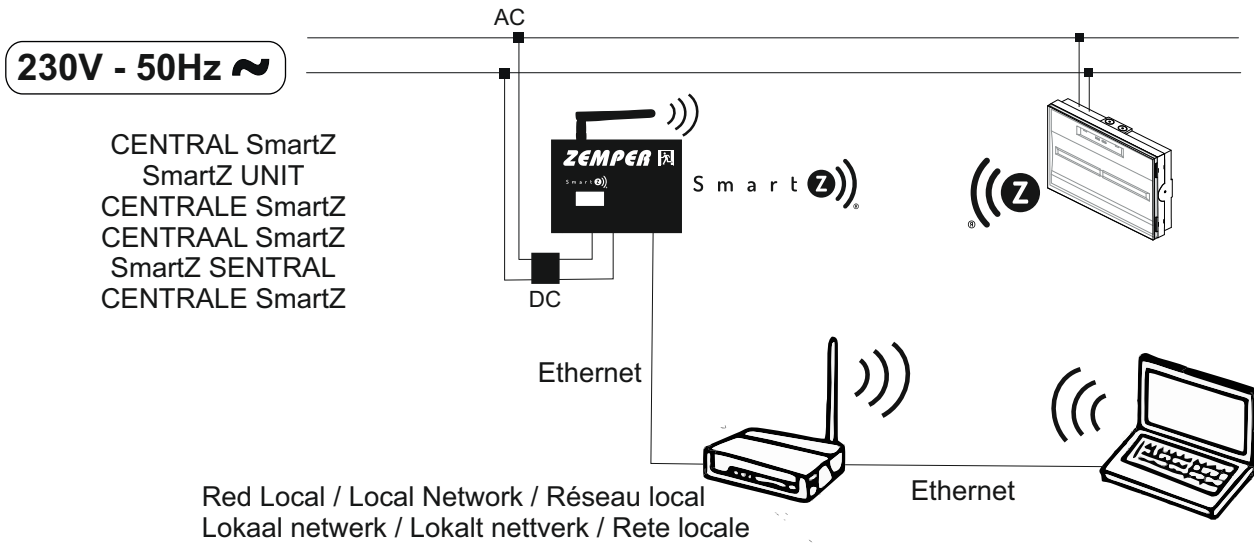 AC
230V - 50Hz ~
CENTRAL SmartZ
SmartZ UNIT
CENTRALE SmartZ
CENTRAAL SmartZ
SmartZ SENTRAL
CENTRALE SmartZ
ZEMPER
Smart Z
Smart Z ®
® Z
DC
Ethernet
Ethernet
Red Local / Local Network / Réseau local
Lokaal netwerk / Lokalt nettverk / Rete locale